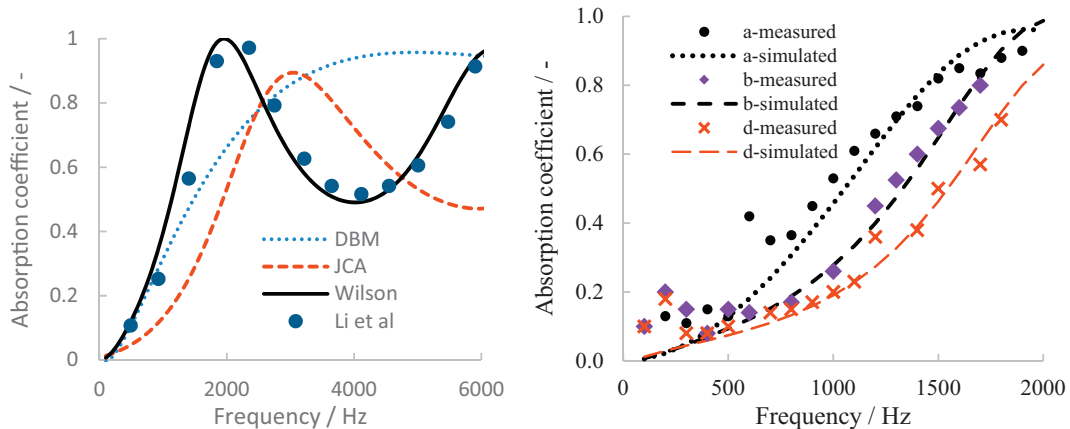 Absorption coefficient / -
1
0.8
0.6
0.4
0.2
0
DBM
JCA
Wilson
Li et al
0 2000 4000 6000
Frequency / Hz
Absorption coefficient / -
1.0
0.8
0.6
0.4
0.2
0.0
a-measured
a-simulated
b-measured
b-simulated
d-measured
d-simulated
0 500 1000 1500 2000
Frequency / Hz